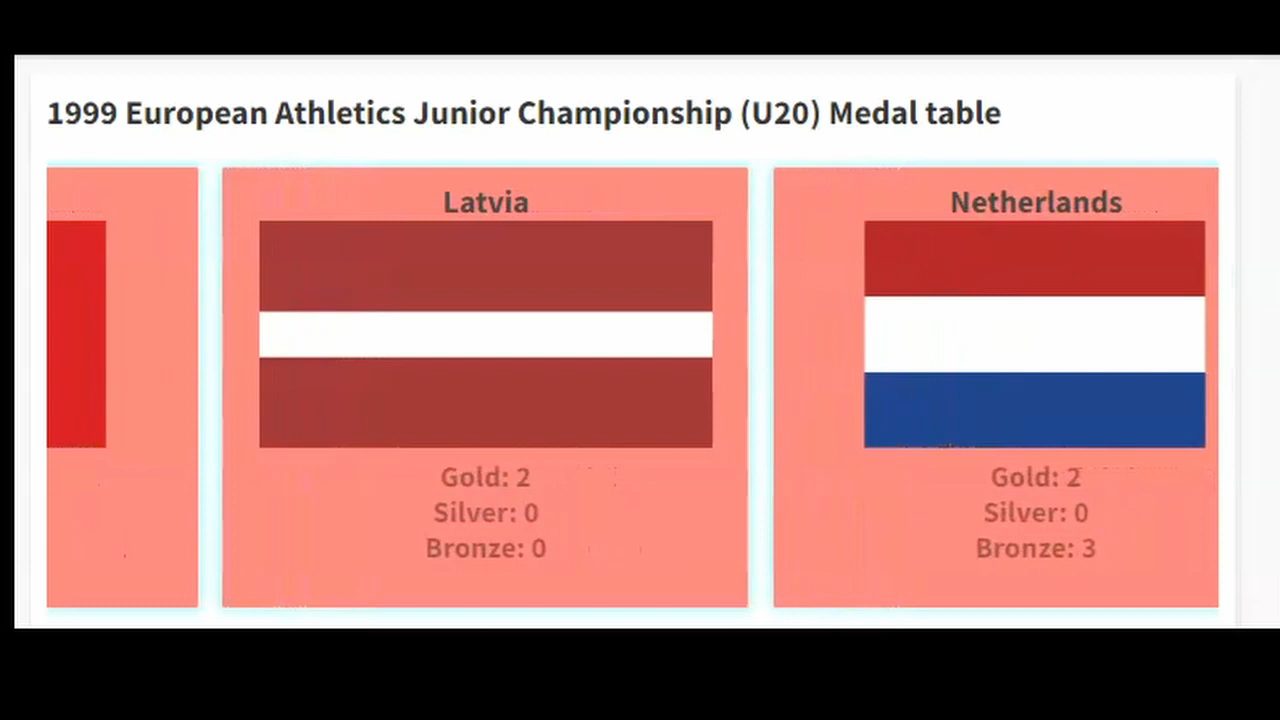 1999 European Athletics Junior Championship (U20) Medal table
Latvia
Gold: 2
Silver: 0
Bronze: 0
Netherlands
Gold: 2
Silver: 0
Bronze: 3